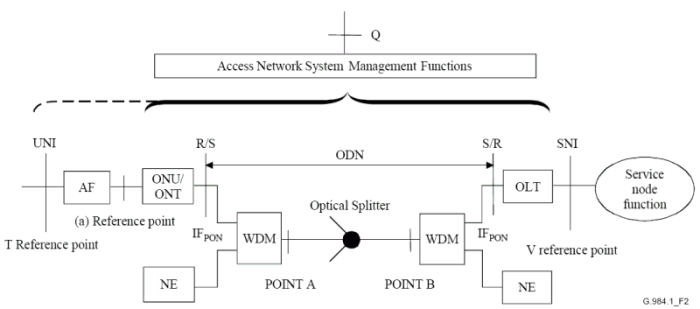 Q
Access Network System Management Functions
UNI
R/S
ODN
S/R
SNI
AF
ONU/
ONT
OLT
Service
node
function
(a) Reference point
T Reference point
IFPON
WDM
Optical Splitter
WDM
IFPON
V reference point
NE
POINT A
POINT B
NE
G.984.1_F2